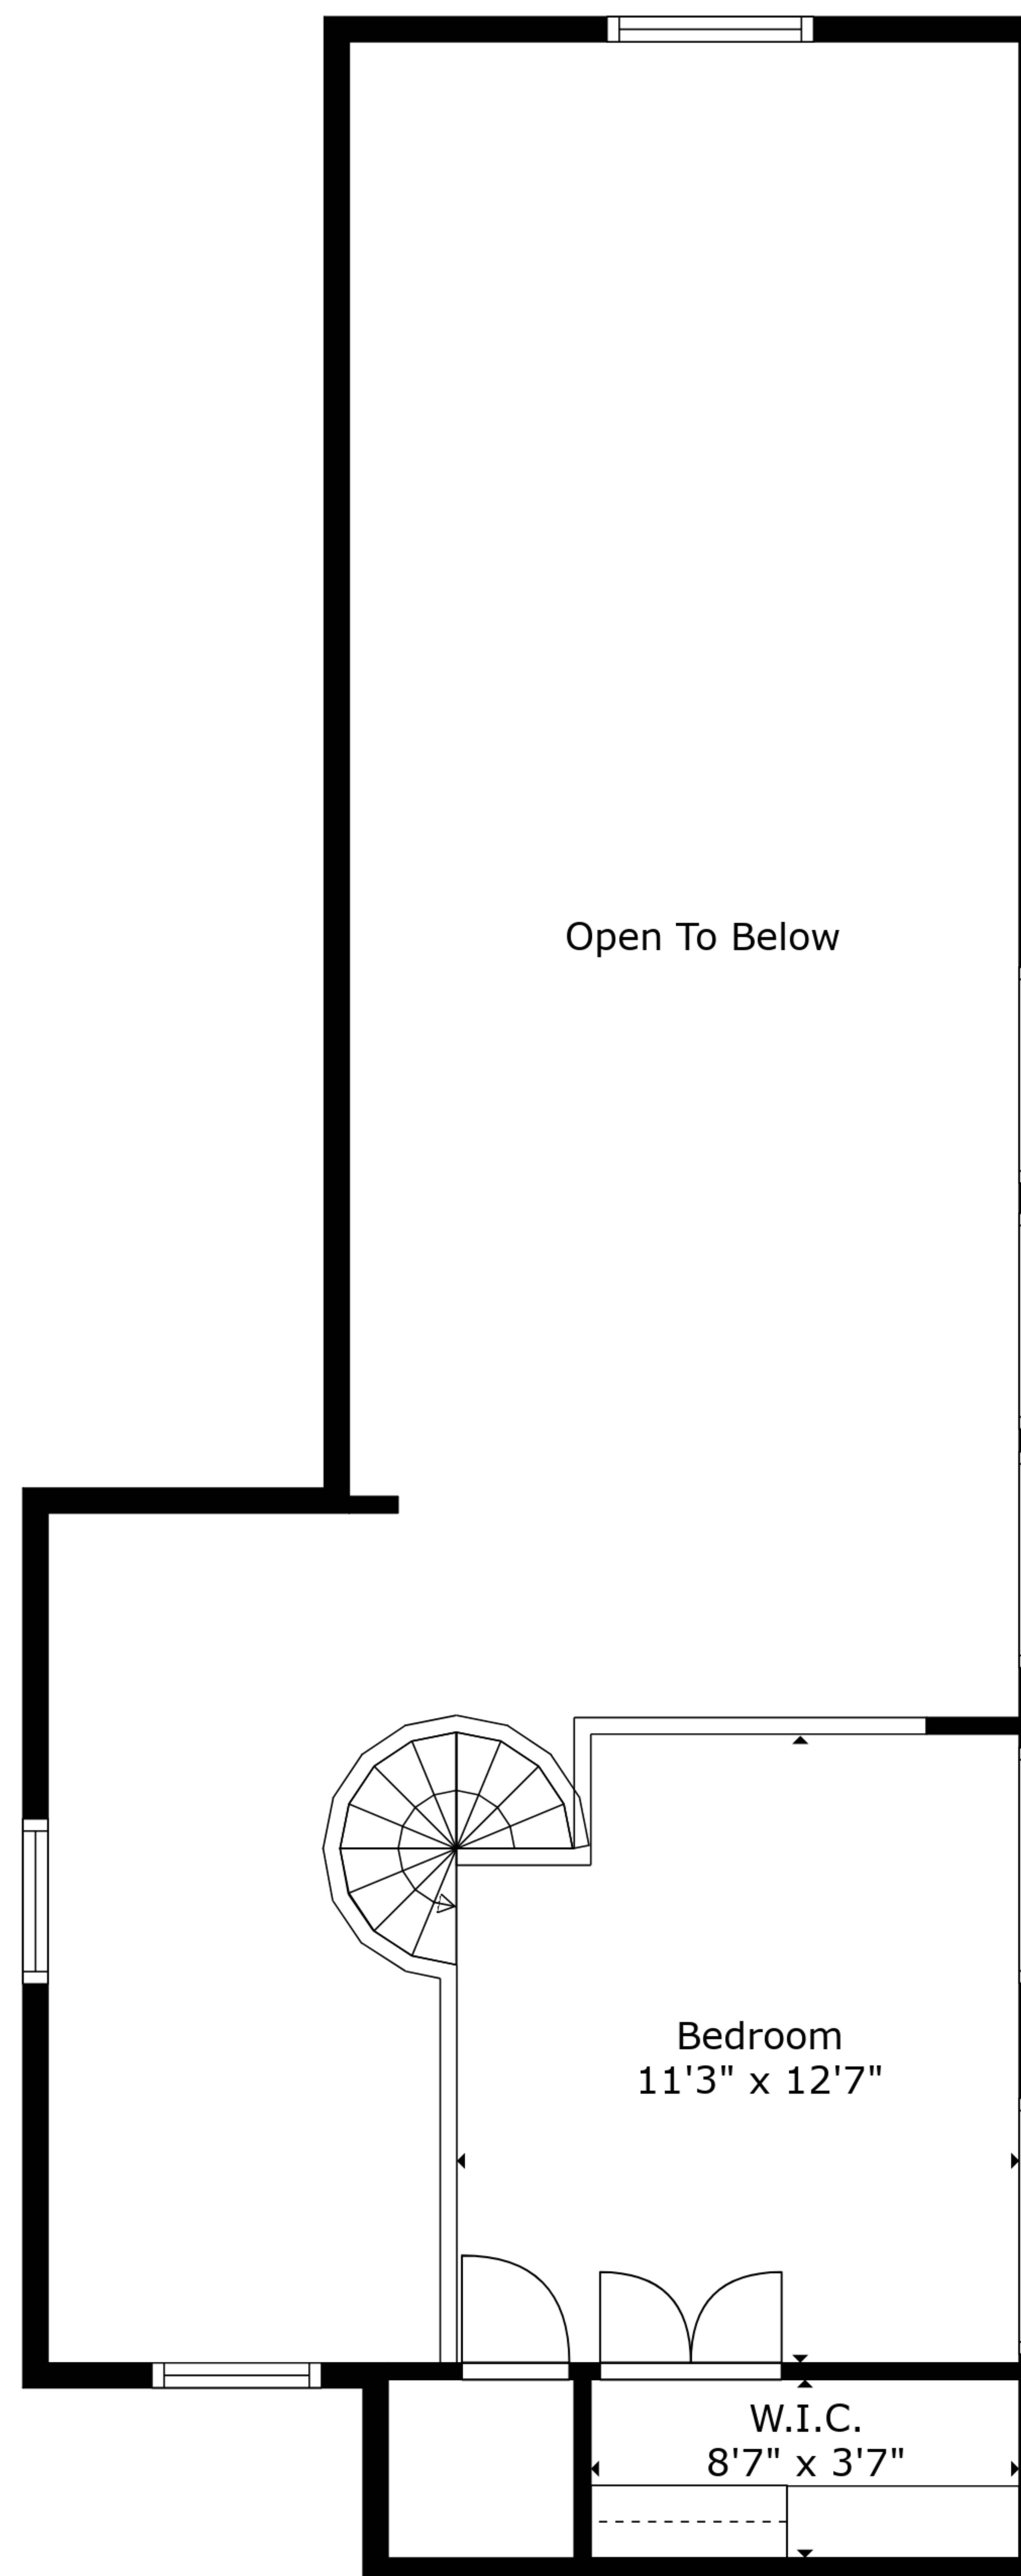 Open To Below
Bedroom
11'3" x 12'7"
W.I.C.
8'7" x 3'7"